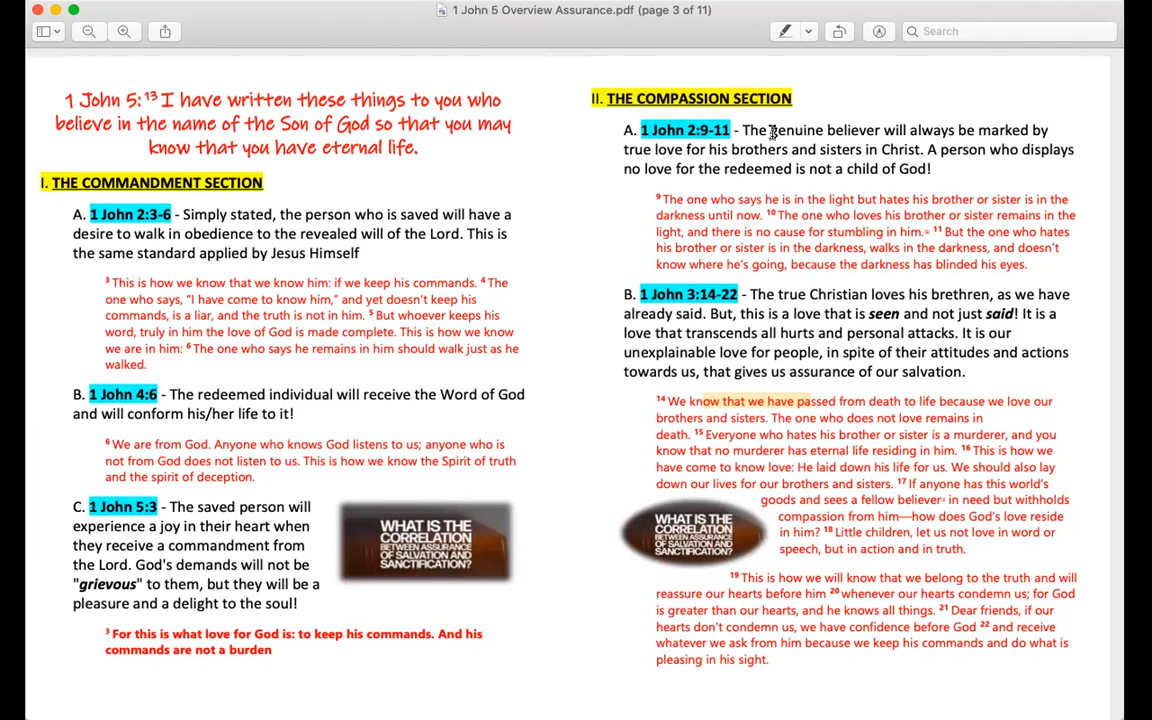 1 John 5 Overview Assurance.pdf (page 3 of 11)
Search
1 John 5:¹³ I have written these things to you who
believe in the name of the Son of God so that you may
know that you have eternal life.
I. THE COMMANDMENT SECTION
A. 1 John 2:3-6 - Simply stated, the person who is saved will have a
desire to walk in obedience to the revealed will of the Lord. This is
the same standard applied by Jesus Himself
³ This is how we know that we know him: if we keep his commands. ⁴ The
one who says, “I have come to know him,” and yet doesn’t keep his
commands, is a liar, and the truth is not in him. ⁵ But whoever keeps his
word, truly in him the love of God is made complete. This is how we know
we are in him: ⁶ The one who says he remains in him should walk just as he
walked.
B. 1 John 4:6 - The redeemed individual will receive the Word of God
and will conform his/her life to it!
⁶ We are from God. Anyone who knows God listens to us; anyone who is
not from God does not listen to us. This is how we know the Spirit of truth
and the spirit of deception.
C. 1 John 5:3 - The saved person will
experience a joy in their heart when
they receive a commandment from
the Lord. God's demands will not be
"grievous" to them, but they will be a
pleasure and a delight to the soul!
WHAT IS THE
CORRELATION
BETWEEN ASSURANCE
OF SALVATION AND
SANCTIFICATION?
³ For this is what love for God is: to keep his commands. And his
commands are not a burden
II. THE COMPASSION SECTION
A. 1 John 2:9-11 - The genuine believer will always be marked by
true love for his brothers and sisters in Christ. A person who displays
no love for the redeemed is not a child of God!
⁹ The one who says he is in the light but hates his brother or sister is in the
darkness until now. ¹⁰ The one who loves his brother or sister remains in the
light, and there is no cause for stumbling in him. ¹¹ But the one who hates
his brother or sister is in the darkness, walks in the darkness, and doesn’t
know where he’s going, because the darkness has blinded his eyes.
B. 1 John 3:14-22 - The true Christian loves his brethren, as we have
already said. But, this is a love that is seen and not just said! It is a
love that transcends all hurts and personal attacks. It is our
unexplainable love for people, in spite of their attitudes and actions
towards us, that gives us assurance of our salvation.
¹⁴ We know that we have passed from death to life because we love our
brothers and sisters. The one who does not love remains in
death. ¹⁵ Everyone who hates his brother or sister is a murderer, and you
know that no murderer has eternal life residing in him. ¹⁶ This is how we
have come to know love: He laid down his life for us. We should also lay
down our lives for our brothers and sisters. ¹⁷ If anyone has this world’s
goods and sees a fellow believer in need but withholds
compassion from him—how does God’s love reside
in him? ¹⁸ Little children, let us not love in word or
speech, but in action and in truth.
WHAT IS THE
CORRELATION
BETWEEN ASSURANCE
OF SALVATION AND
SANCTIFICATION?
¹⁹ This is how we will know that we belong to the truth and will
reassure our hearts before him ²⁰ whenever our hearts condemn us; for God
is greater than our hearts, and he knows all things. ²¹ Dear friends, if our
hearts don’t condemn us, we have confidence before God ²² and receive
whatever we ask from him because we keep his commands and do what is
pleasing in his sight.